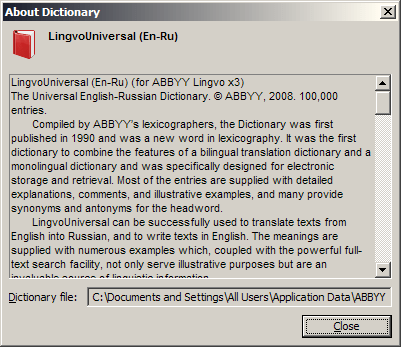 About Dictionary
LingvoUniversal (En-Ru)
LingvoUniversal (En-Ru) (for ABBYY Lingvo x3)
The Universal English-Russian Dictionary. © ABBYY, 2008. 100,000
entries.
Compiled by ABBYY's lexicographers, the Dictionary was first
published in 1990 and was a new word in lexicography. It was the first
dictionary to combine the features of a bilingual translation dictionary and a
monolingual dictionary and was specifically designed for electronic
storage and retrieval. Most of the entries are supplied with detailed
explanations, comments, and illustrative examples, and many provide
synonyms and antonyms for the headword.
LingvoUniversal can be successfully used to translate texts from
English into Russian, and to write texts in English. The meanings are
supplied with numerous examples which, coupled with the powerful full-
text search facility, not only serve illustrative purposes but are an
invaluable source of linguistic information
Dictionary file: C:\Documents and Settings\All Users\Application Data\ABBYY
Close